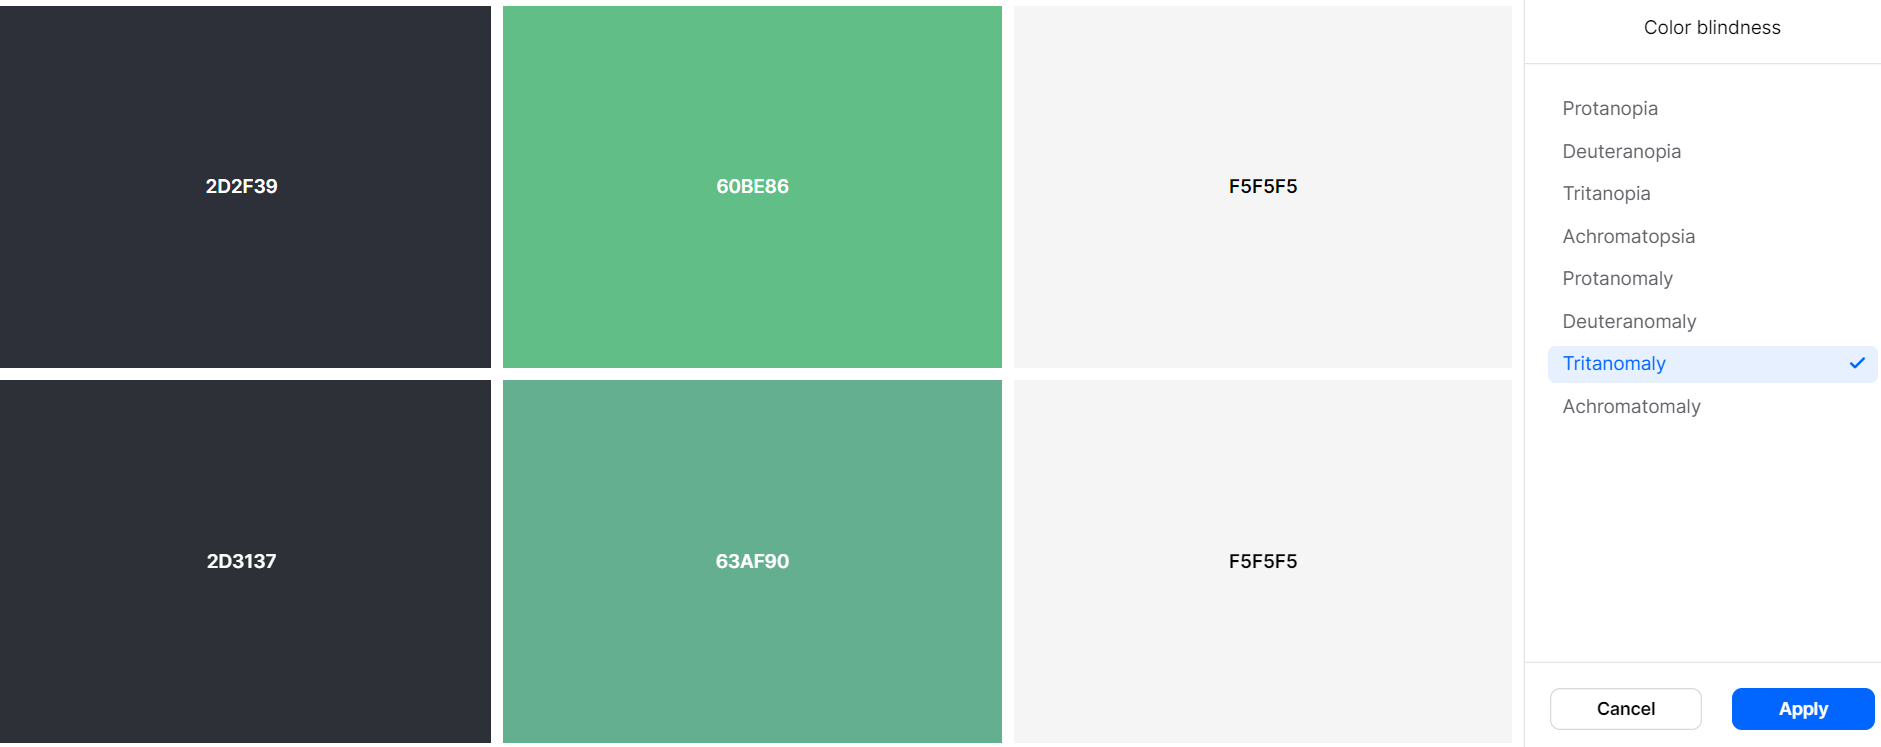 2D2F39
60BE86
F5F5F5
2D3137
63AF90
F5F5F5
Color blindness
Protanopia
Deuteranopia
Tritanopia
Achromatopsia
Protanomaly
Deuteranomaly
Tritanomaly
Achromatomaly
Cancel
Apply